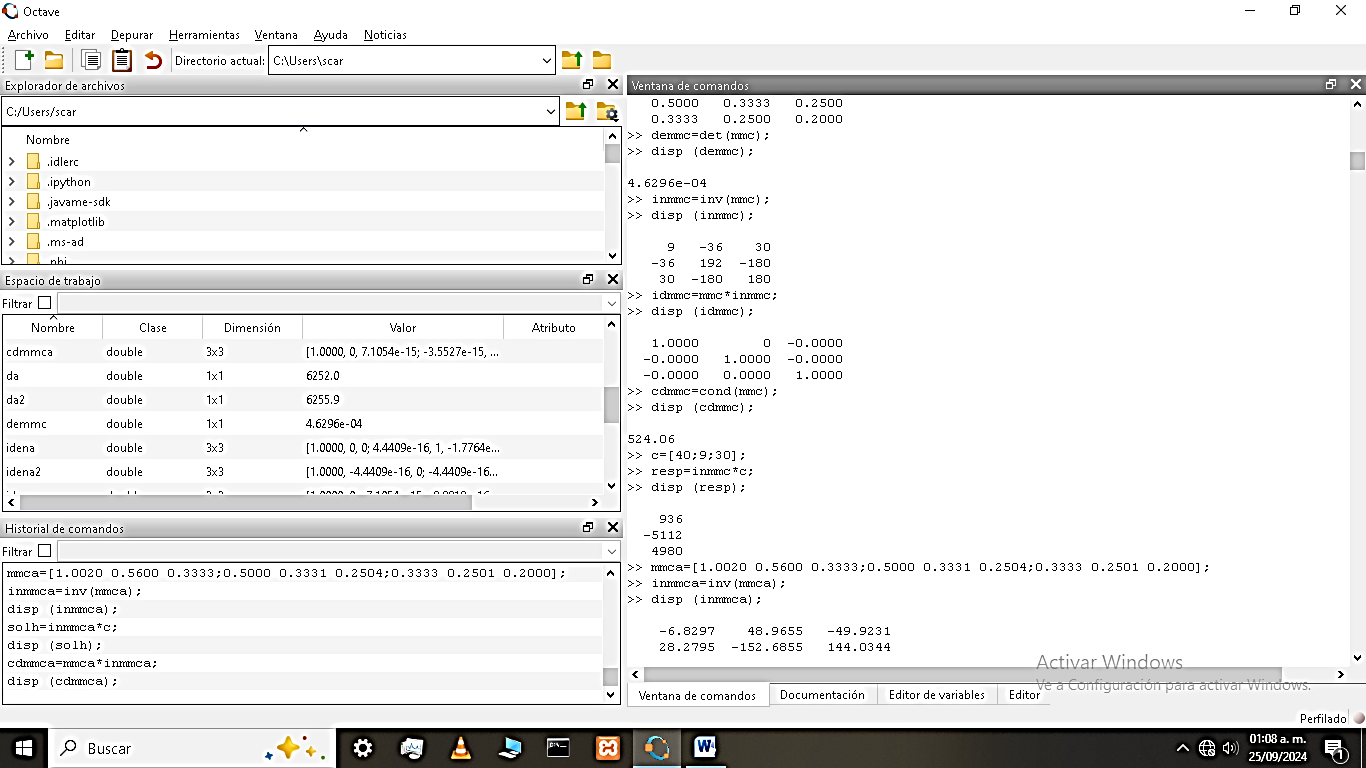 Octave
Archivo Editar Depurar Herramientas Ventana Ayuda Noticias
Directorio actual: C:\Users\scar
Explorador de archivos
C:/Users/scar
Nombre
.idlerc
.ipython
.javame-sdk
.matplotlib
.ms-ad
.nbi
Espacio de trabajo
Filtrar
Nombre Clase Dimensión Valor Atributo
cdmmca double 3x3 [1.0000, 0, 7.1054e-15; -3.5527e-15, ...
da double 1x1 6252.0
da2 double 1x1 6255.9
demmc double 1x1 4.6296e-04
idena double 3x3 [1.0000, 0, 0; 4.4409e-16, 1, -1.7764e...
idena2 double 3x3 [1.0000, -4.4409e-16, 0; -4.4409e-16...
Historial de comandos
Filtrar
mmca=[1.0020 0.5600 0.3333;0.5000 0.3331 0.2504;0.3333 0.2501 0.2000];
inmmca=inv(mmca);
disp (inmmca);
solh=inmmca*c;
disp (solh);
cdmmca=mmca*inmmca;
disp (cdmmca);
Ventana de comandos
0.5000 0.3333 0.2500
0.3333 0.2500 0.2000
>> demmc=det(mmc);
>> disp (demmc);
4.6296e-04
>> inmmc=inv(mmc);
>> disp (inmmc);
9 -36 30
-36 192 -180
30 -180 180
>> idmmc=mmc*inmmc;
>> disp (idmmc);
1.0000 0 -0.0000
-0.0000 1.0000 -0.0000
-0.0000 0.0000 1.0000
>> cdmmc=cond(mmc);
>> disp (cdmmc);
524.06
>> c=[40;9;30];
>> resp=inmmc*c;
>> disp (resp);
936
-5112
4980
>> mmca=[1.0020 0.5600 0.3333;0.5000 0.3331 0.2504;0.3333 0.2501 0.2000];
>> inmmca=inv(mmca);
>> disp (inmmca);
-6.8297 48.9655 -49.9231
28.2795 -152.6855 144.0344
Activar Windows
Ve a Configuración para activar Windows.
Ventana de comandos Documentación Editor de variables Editor
Perfilado
Buscar
01:08 a. m.
25/09/2024
1